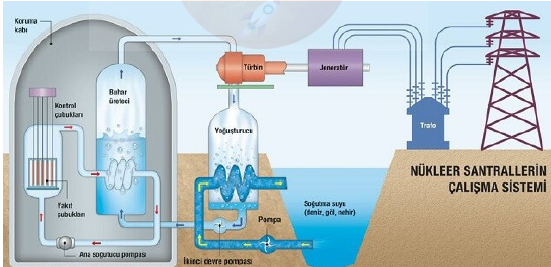 Koruma
kabı
Kontrol
çubukları
Yakıt
çubukları
Ana soğutucu pompası
Buhar
üreteci
Türbin
Jeneratör
Yoğuşturucu
Pompa
İkinci devre pompası
Soğutma suyu
(deniz, göl, nehir)
Trafo
NÜKLEER SANTRALLERİN
ÇALIŞMA SİSTEMİ